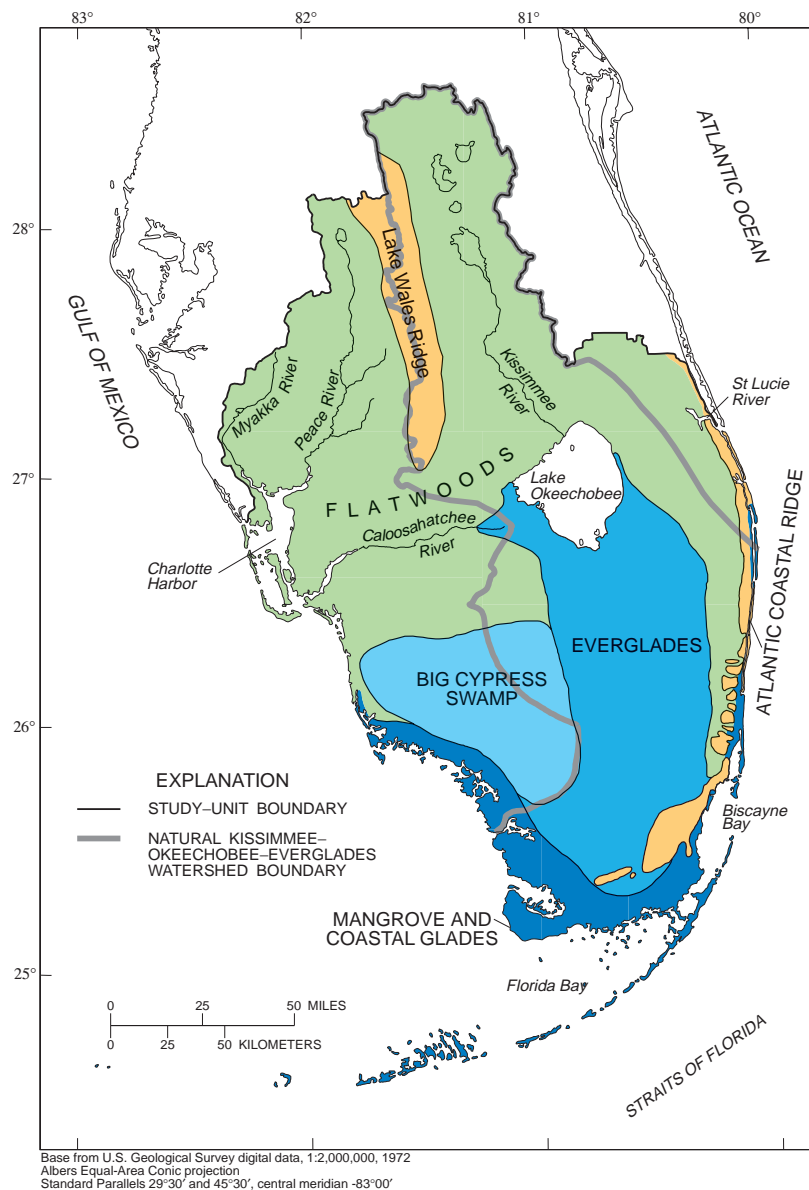 83°
82°
81°
80°
28°
27°
26°
25°
ATLANTIC OCEAN
GULF OF MEXICO
Lake Wales Ridge
Kissimmee
River
Myakka River
Peace River
St Lucie
River
FLATWOODS
Lake
Okeechobee
Caloosahatchee
River
Charlotte
Harbor
ATLANTIC COASTAL RIDGE
EVERGLADES
BIG CYPRESS
SWAMP
EXPLANATION
STUDY–UNIT BOUNDARY
NATURAL KISSIMMEE–
OKEECHOBEE–EVERGLADES
WATERSHED BOUNDARY
Biscayne
Bay
MANGROVE AND
COASTAL GLADES
Florida Bay
0 25 50 MILES
0 25 50 KILOMETERS
STRAITS OF FLORIDA
Base from U.S. Geological Survey digital data, 1:2,000,000, 1972
Albers Equal-Area Conic projection
Standard Parallels 29°30′ and 45°30′, central meridian -83°00′